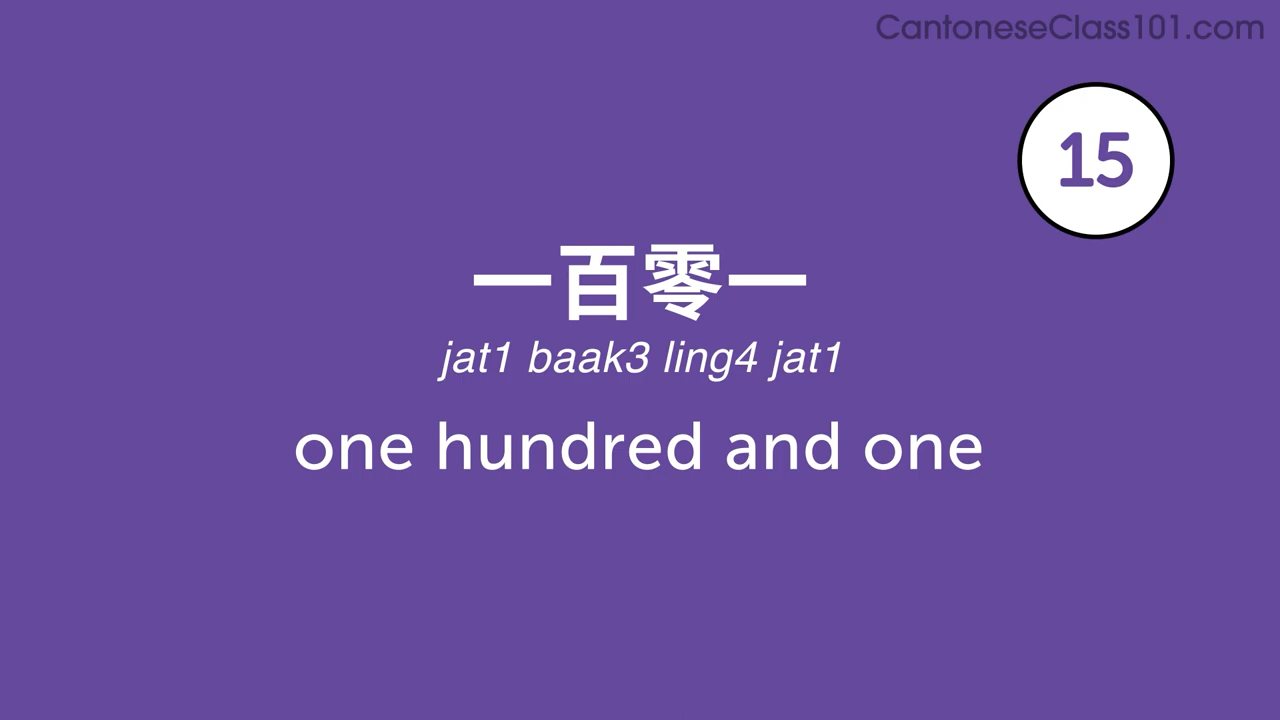 CantoneseClass101.com
15
一百零一
jat1 baak3 ling4 jat1
one hundred and one